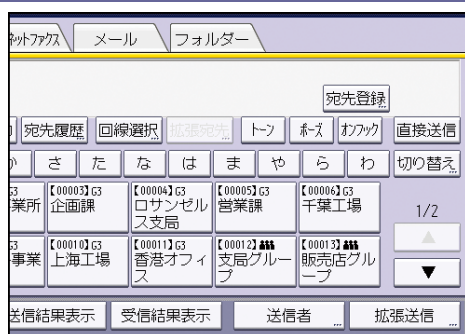 ﾈｯﾄﾌｧｸｽ メール フォルダー
宛先登録
宛先履歴 回線選択 拡張宛先 トーン ポーズ ｵﾝﾌｯｸ 直接送信
か さ た な は ま や ら わ 切り替え
G3 【00003】G3 【00004】G3 【00005】G3 【00006】G3
業所 企画課 ロサンゼル 営業課 千葉工場 1/2
ス支局
G3 【00010】G3 【00011】G3 【00012】 【00013】
事業 上海工場 香港オフィ 支局グルー 販売店グル
ス プ ープ
送信結果表示 受信結果表示 送信者 ... 拡張送信 ...